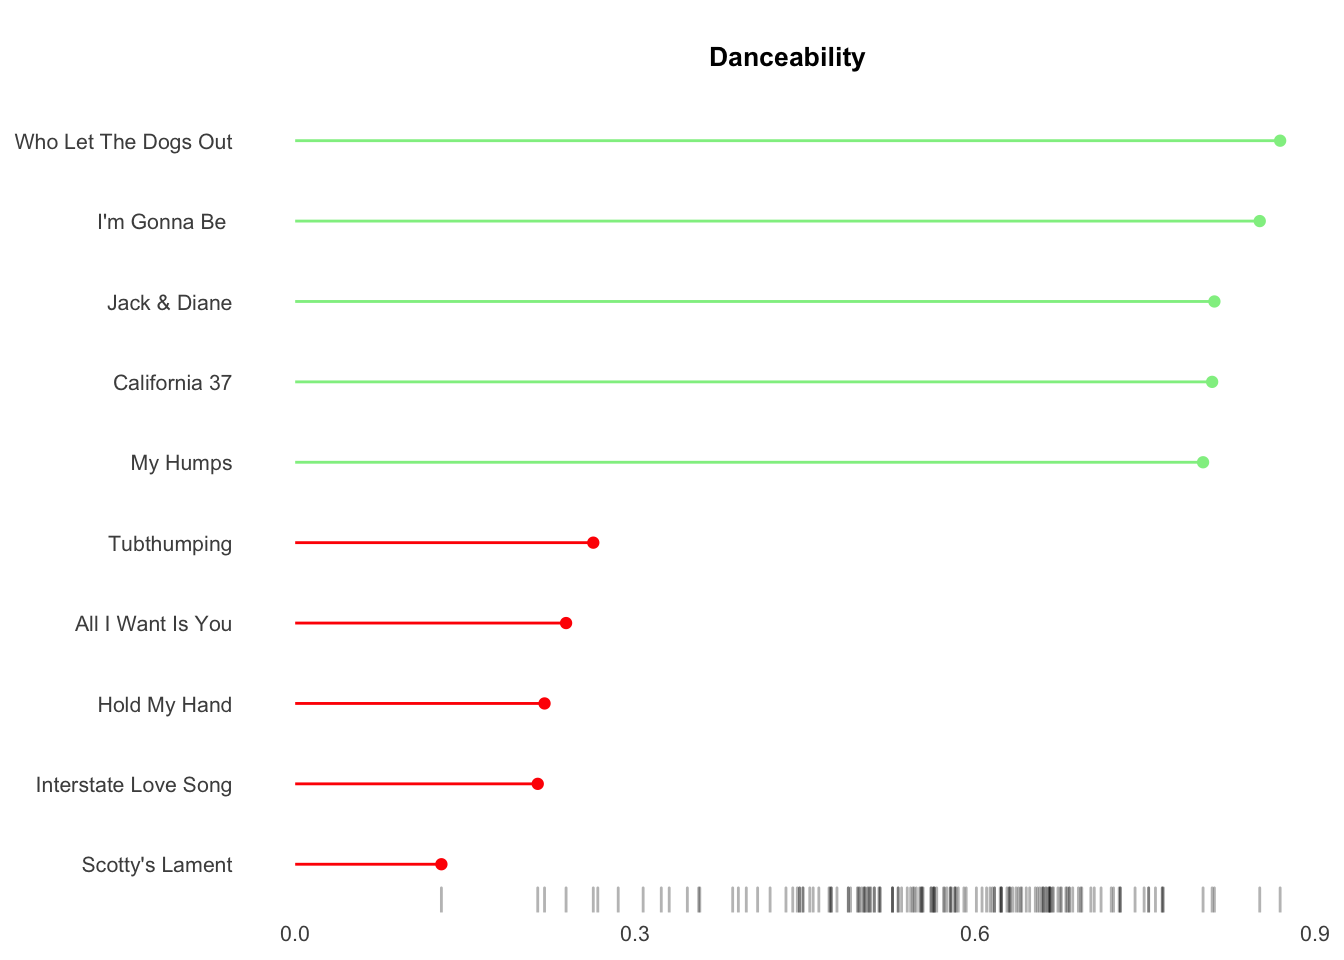 Danceability
Who Let The Dogs Out
I'm Gonna Be
Jack & Diane
California 37
My Humps
Tubthumping
All I Want Is You
Hold My Hand
Interstate Love Song
Scotty's Lament
0.0 0.3 0.6 0.9